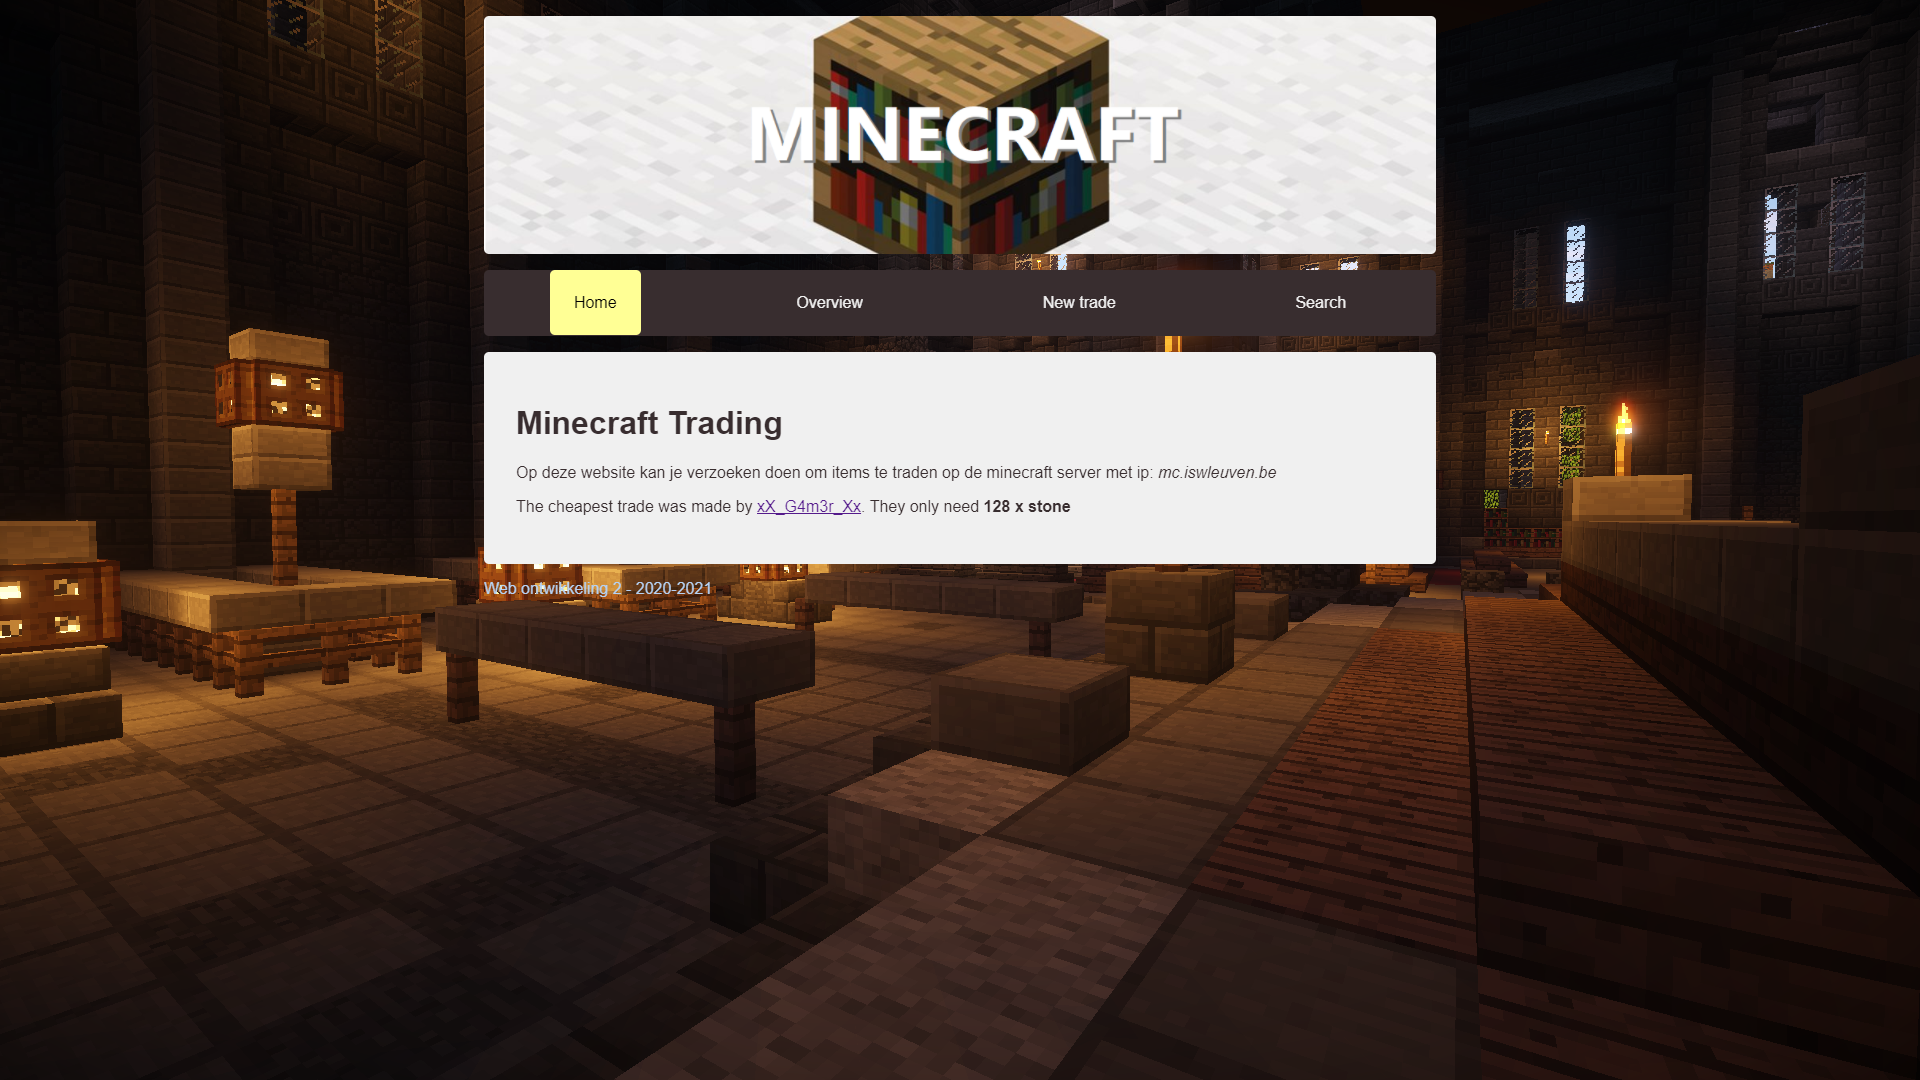 MINECRAFT
Home
Overview
New trade
Search
Minecraft Trading
Op deze website kan je verzoeken doen om items te traden op de minecraft server met ip: mc.iswleuven.be
The cheapest trade was made by xX_G4m3r_Xx. They only need 128 x stone
Web ontwikkeling 2 - 2020-2021